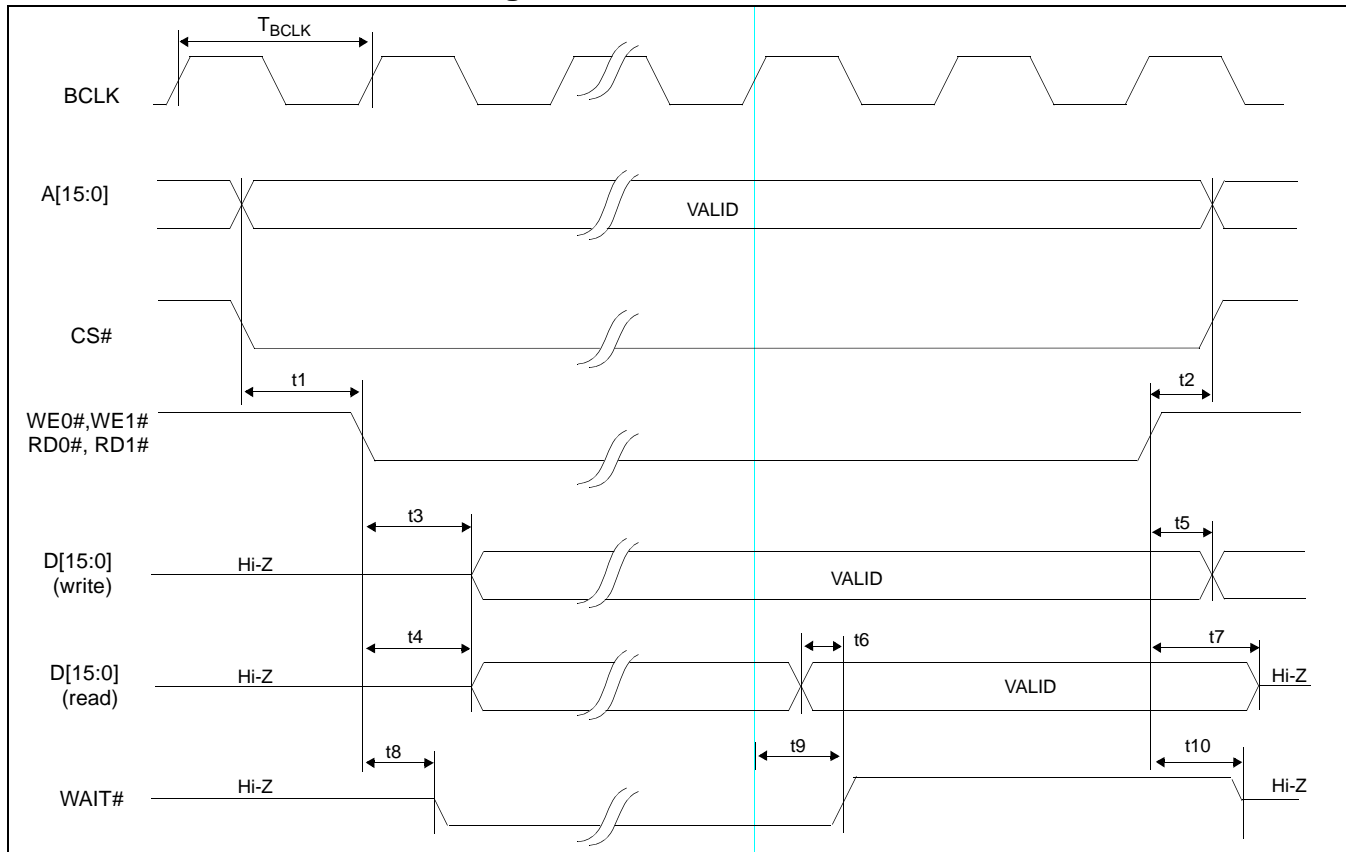 TBCLK
BCLK
A[15:0]
VALID
CS#
t1
t2
WE0#,WE1#
RD0#, RD1#
t3
t5
D[15:0]
(write)
Hi-Z
VALID
t4
t6
t7
D[15:0]
(read)
Hi-Z
VALID
Hi-Z
t8
t9
t10
WAIT#
Hi-Z
Hi-Z